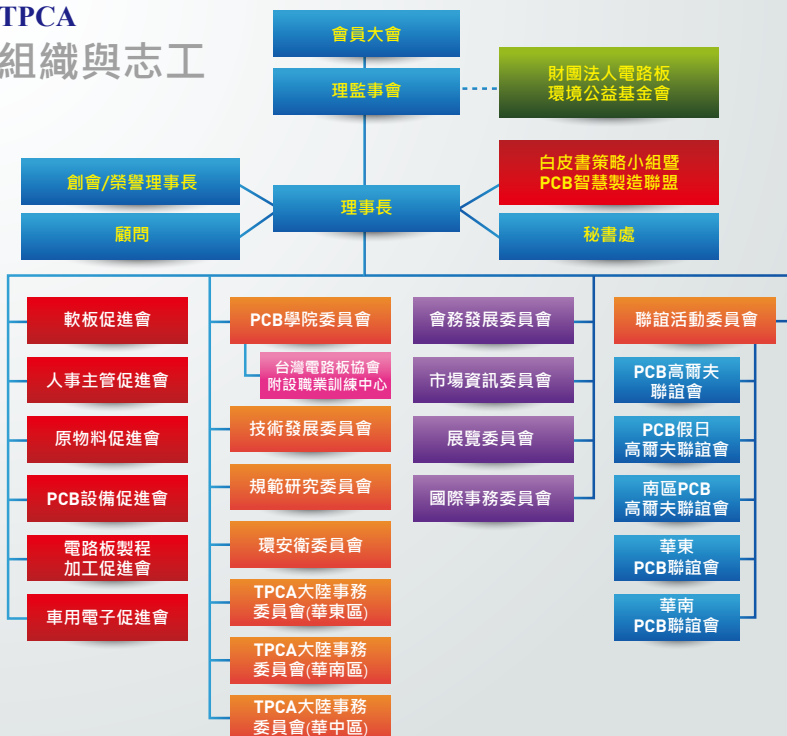 TPCA
組織與志工
會員大會
理監事會
財團法人電路板
環境公益基金會
創會/榮譽理事長
白皮書策略小組暨
PCB智慧製造聯盟
理事長
顧問
秘書處
軟板促進會
人事主管促進會
原物料促進會
PCB設備促進會
電路板製程
加工促進會
車用電子促進會
PCB學院委員會
台灣電路板協會
附設職業訓練中心
技術發展委員會
規範研究委員會
環安衛委員會
TPCA大陸事務
委員會(華東區)
TPCA大陸事務
委員會(華南區)
TPCA大陸事務
委員會(華中區)
會務發展委員會
市場資訊委員會
展覽委員會
國際事務委員會
聯誼活動委員會
PCB高爾夫
聯誼會
PCB假日
高爾夫聯誼會
南區PCB
高爾夫聯誼會
華東
PCB聯誼會
華南
PCB聯誼會